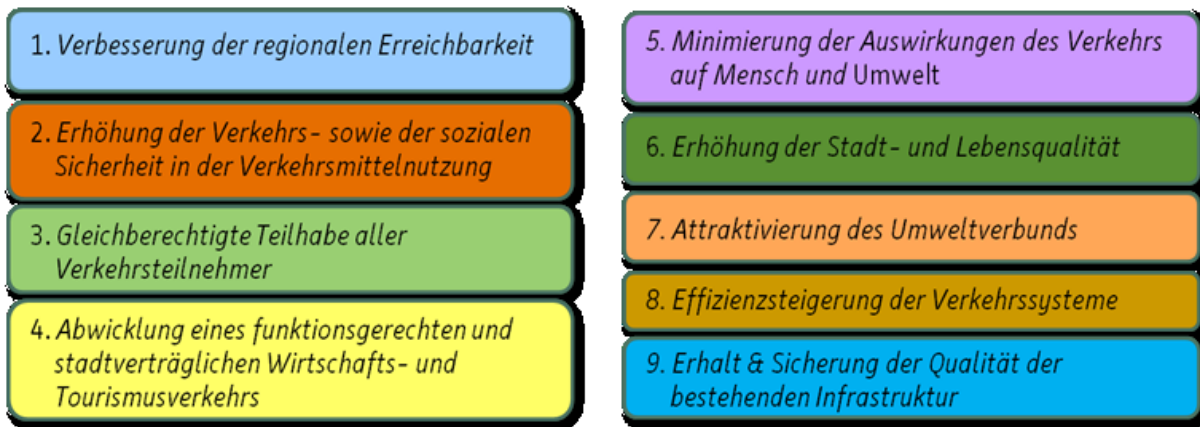 1. Verbesserung der regionalen Erreichbarkeit
2. Erhöhung der Verkehrs- sowie der sozialen
Sicherheit in der Verkehrsmittelnutzung
3. Gleichberechtigte Teilhabe aller
Verkehrsteilnehmer
4. Abwicklung eines funktionsgerechten und
stadtverträglichen Wirtschafts- und
Tourismusverkehrs
5. Minimierung der Auswirkungen des Verkehrs
auf Mensch und Umwelt
6. Erhöhung der Stadt- und Lebensqualität
7. Attraktivierung des Umweltverbunds
8. Effizienzsteigerung der Verkehrssysteme
9. Erhalt & Sicherung der Qualität der
bestehenden Infrastruktur